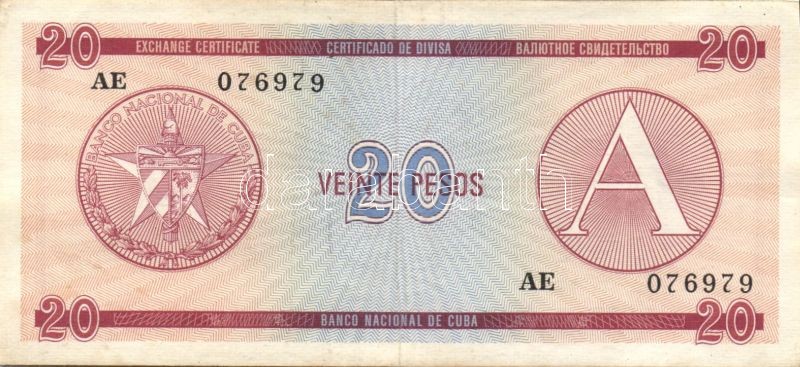 20 EXCHANGE CERTIFICATE CERTIFICADO DE DIVISA ВАЛЮТНОЕ СВИДЕТЕЛЬСТВО 20
AE 076979
BANCO NACIONAL DE CUBA
A
20
VEINTE PESOS
darabanth
AE 076979
20 BANCO NACIONAL DE CUBA 20